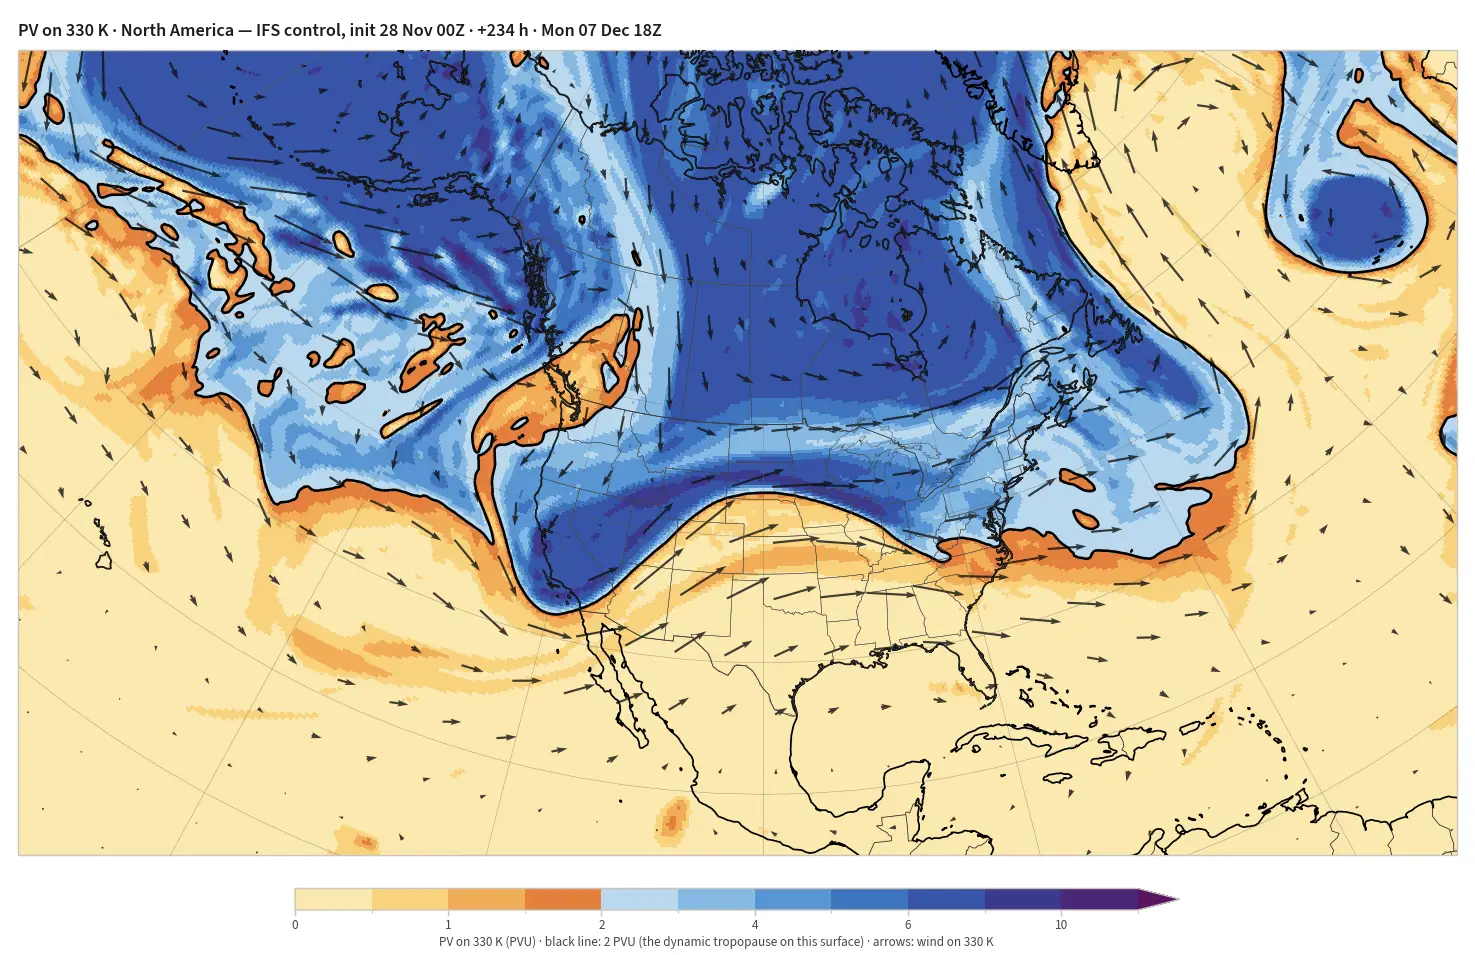 PV on 330 K · North America — IFS control, init 28 Nov 00Z · +234 h · Mon 07 Dec 18Z
0 1 2 4 6 10
PV on 330 K (PVU) · black line: 2 PVU (the dynamic tropopause on this surface) · arrows: wind on 330 K